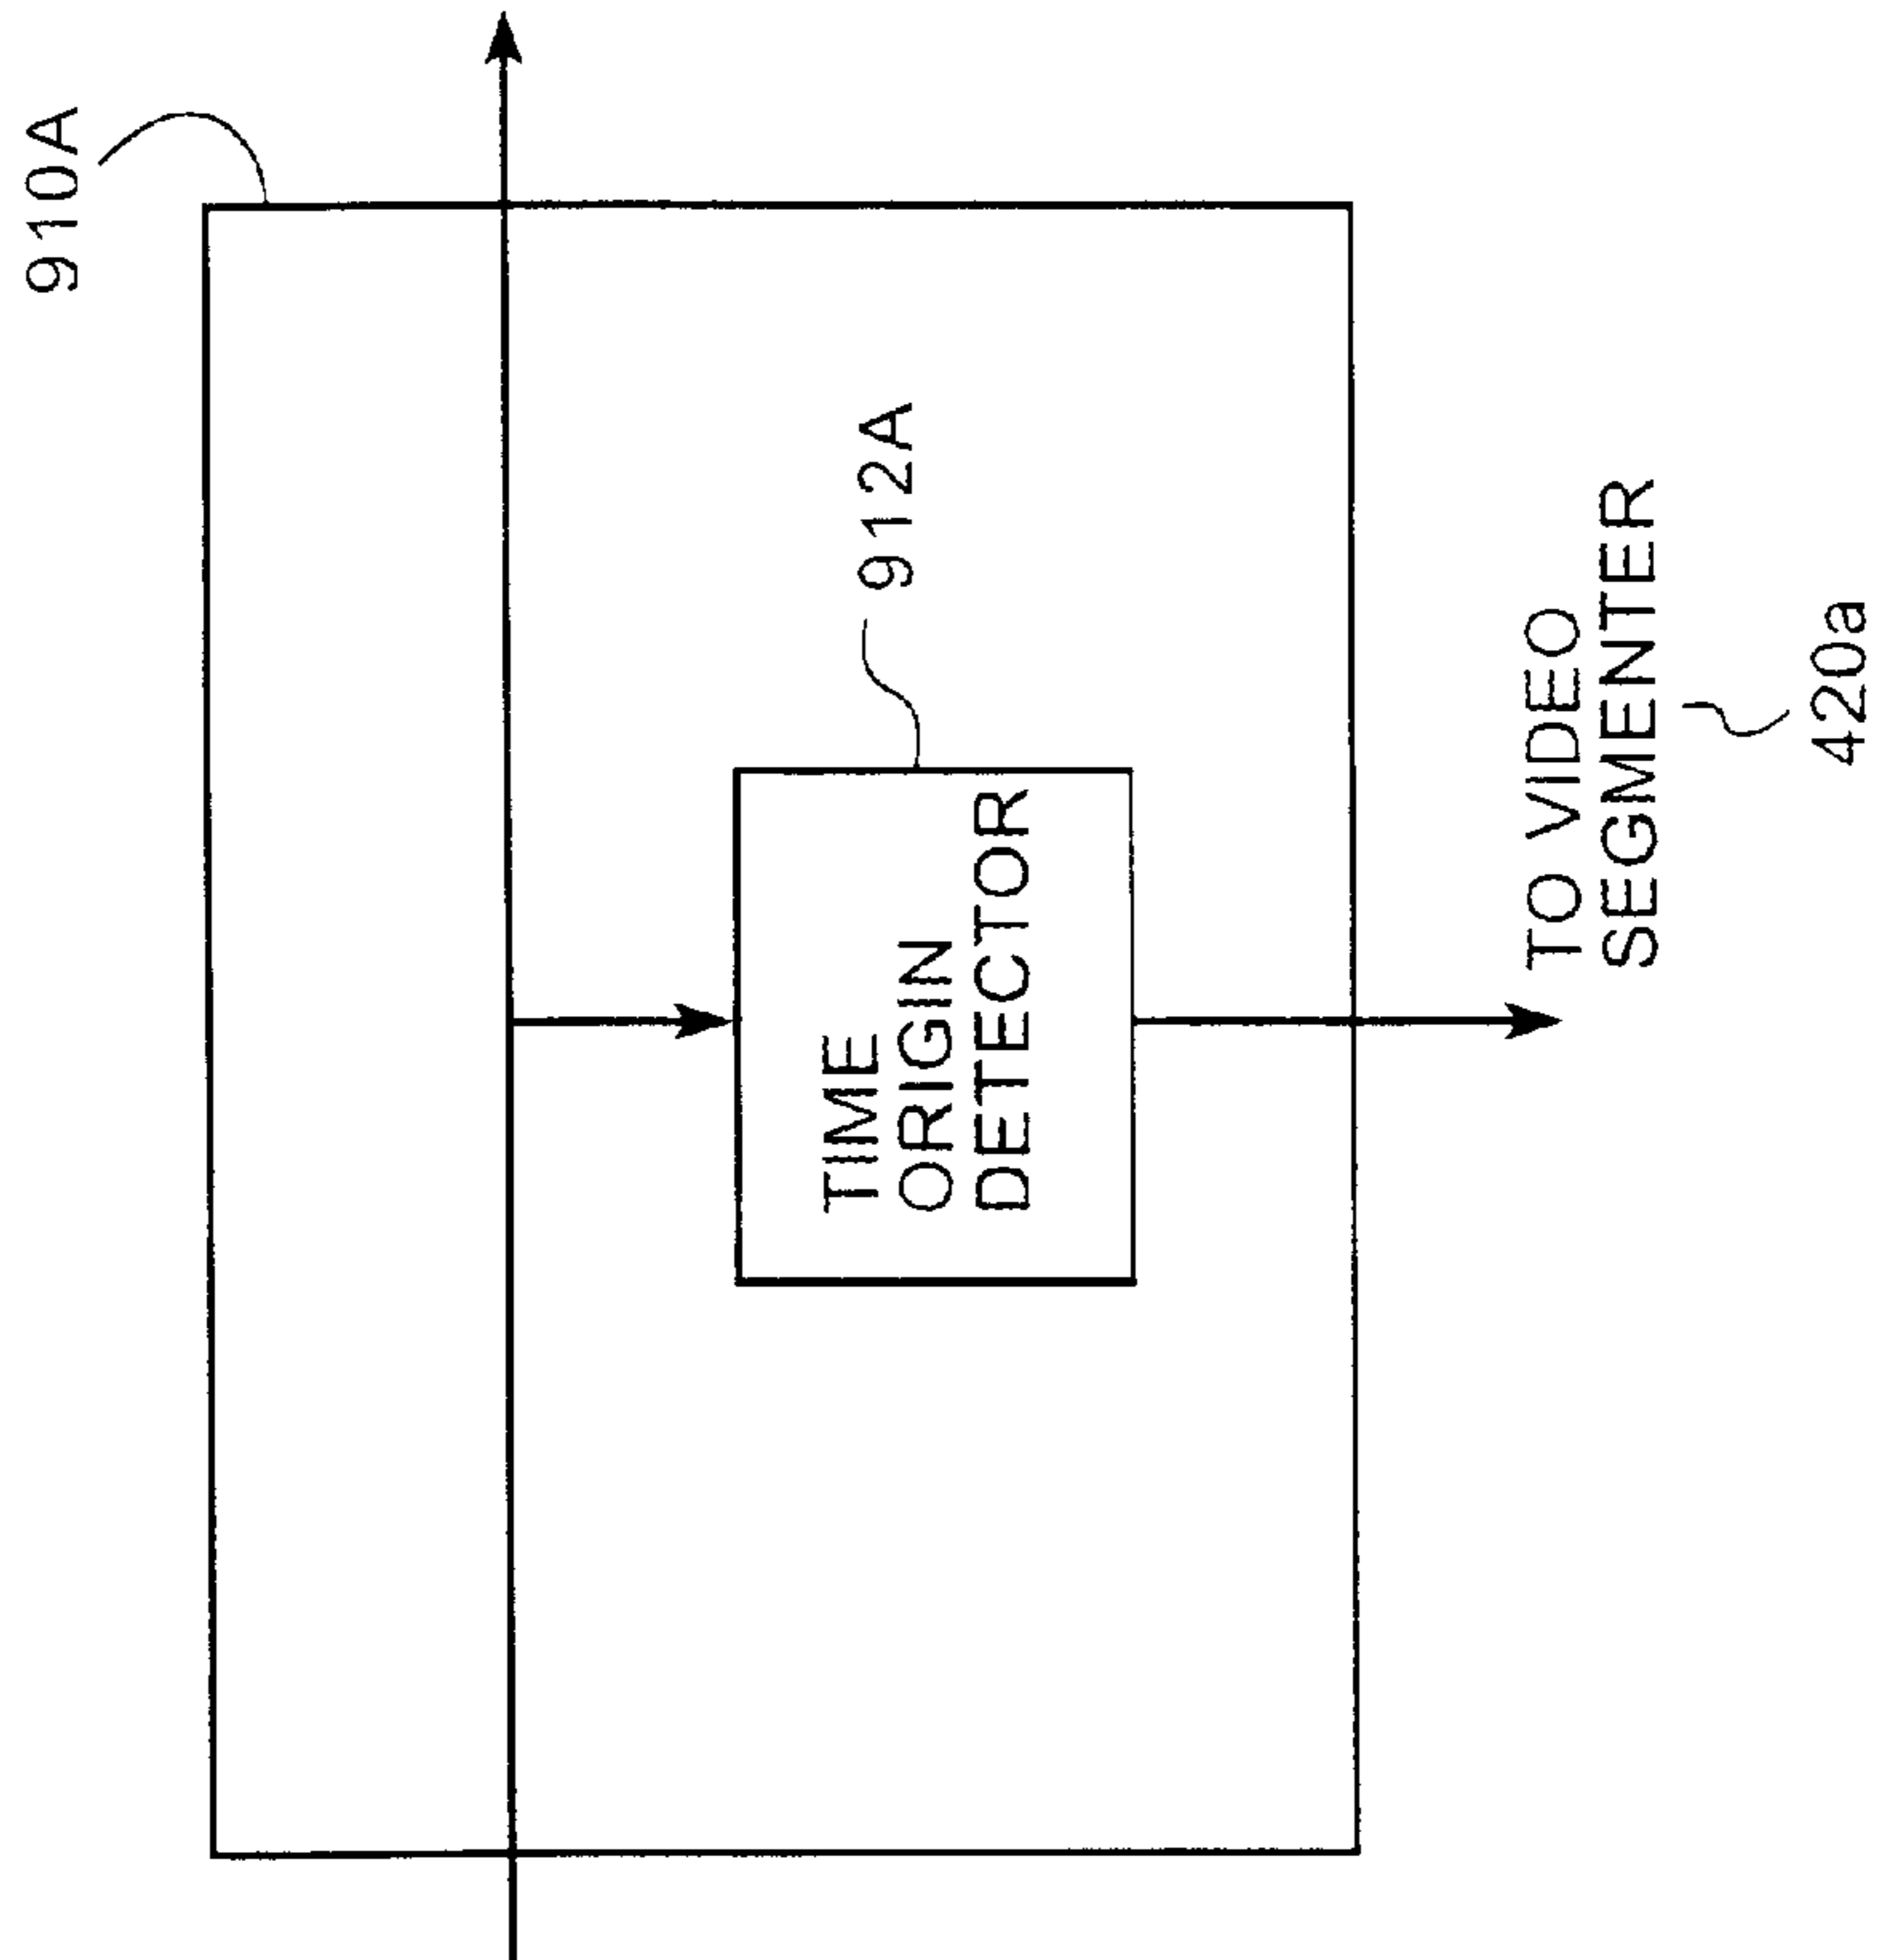 910A
912A
TIME
ORIGIN
DETECTOR
TO VIDEO
SEGMENTER
420a